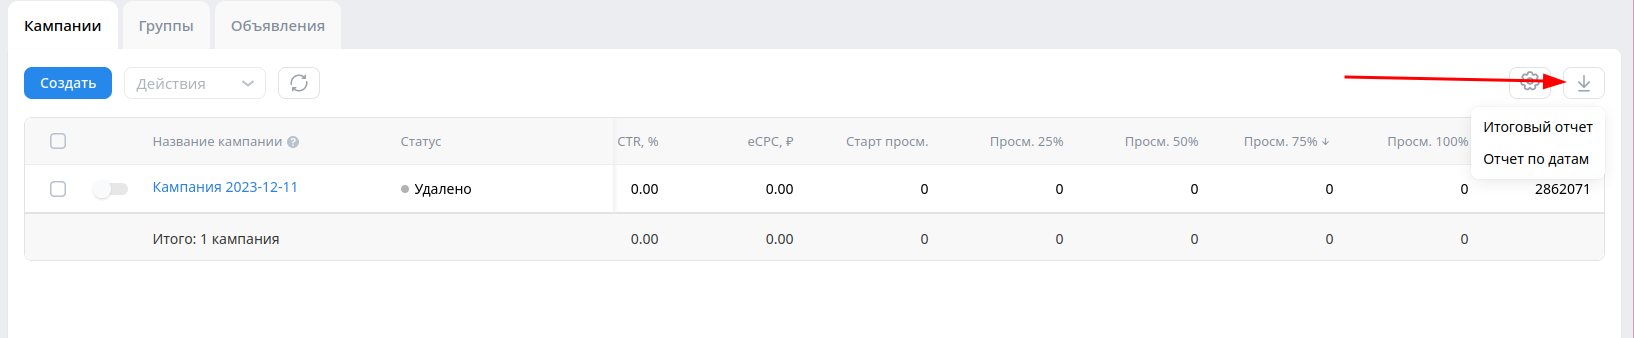 Кампании Группы Объявления
Создать Действия
Итоговый отчет
Отчет по датам
Название кампании ? Статус CTR, % eCPC, ₽ Старт просм. Просм. 25% Просм. 50% Просм. 75% ↓ Просм. 100%
Кампания 2023-12-11 Удалено 0.00 0.00 0 0 0 0 0 2862071
Итого: 1 кампания 0.00 0.00 0 0 0 0 0